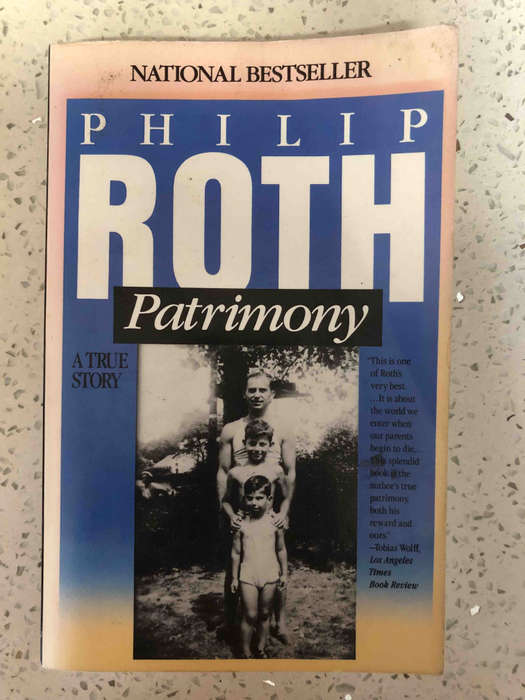 NATIONAL BESTSELLER
PHILIP
ROTH
Patrimony
A TRUE
STORY
"This is one
of Roth's
very best.
...It is about
the world we
enter when
our parents
begin to die,...
This splendid
book is the
author's true
patrimony,
both his
reward and
ours."
—Tobias Wolff,
Los Angeles
Times
Book Review